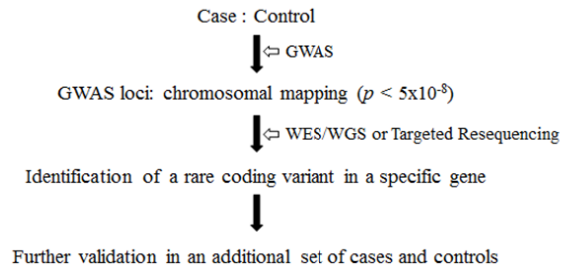 Case : Control
⇦ GWAS
GWAS loci: chromosomal mapping (p < 5x10⁻⁸)
⇦ WES/WGS or Targeted Resequencing
Identification of a rare coding variant in a specific gene
Further validation in an additional set of cases and controls